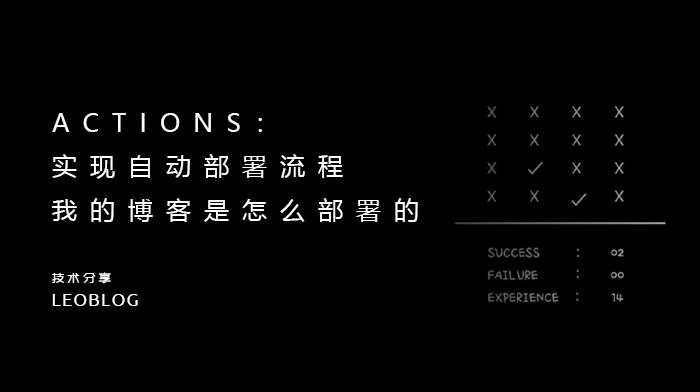 ACTIONS:
实现自动部署流程
我的博客是怎么部署的
技术分享
LEOBLOG
X X X X
X X X X
X ✓ X X
X X ✓ X
SUCCESS : 02
FAILURE : 00
EXPERIENCE : 14